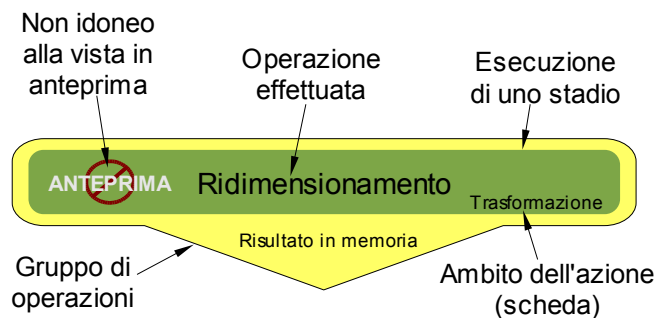 Non idoneo
alla vista in
anteprima
Operazione
effettuata
Esecuzione
di uno stadio
ANTEPRIMA
Ridimensionamento
Trasformazione
Risultato in memoria
Gruppo di
operazioni
Ambito dell'azione
(scheda)